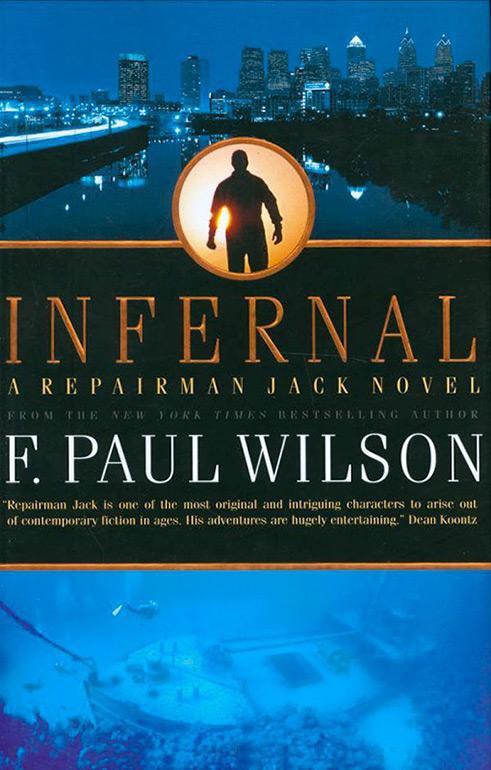 INFERNAL
A REPAIRMAN JACK NOVEL
FROM THE NEW YORK TIMES BESTSELLING AUTHOR
F. PAUL WILSON
"Repairman Jack is one of the most original and intriguing characters to arise out
of contemporary fiction in ages. His adventures are hugely entertaining." Dean Koontz